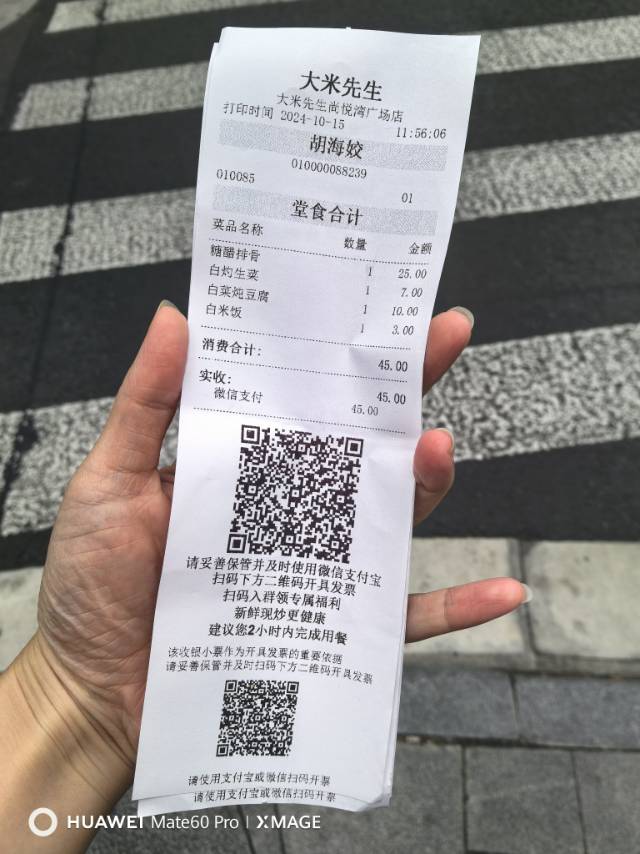 大米先生
大米先生尚悦湾广场店
打印时间 2024-10-15 11:56:06
胡海姣
010000088239
010085 01
堂食合计
菜品名称 数量 金额
糖醋排骨 1 25.00
白灼生菜 1 7.00
白菜炖豆腐 1 10.00
白米饭 1 3.00
消费合计: 45.00
实收: 45.00
微信支付 45.00
请妥善保管并及时使用微信支付宝
扫码下方二维码开具发票
扫码入群领专属福利
新鲜现炒更健康
建议您2小时内完成用餐
该收银小票作为开具发票的重要依据
请妥善保管并及时扫码下方二维码开具发票
请使用支付宝或微信扫码开票
请使用支付宝或微信扫码开票
HUAWEI Mate60 Pro | XMAGE